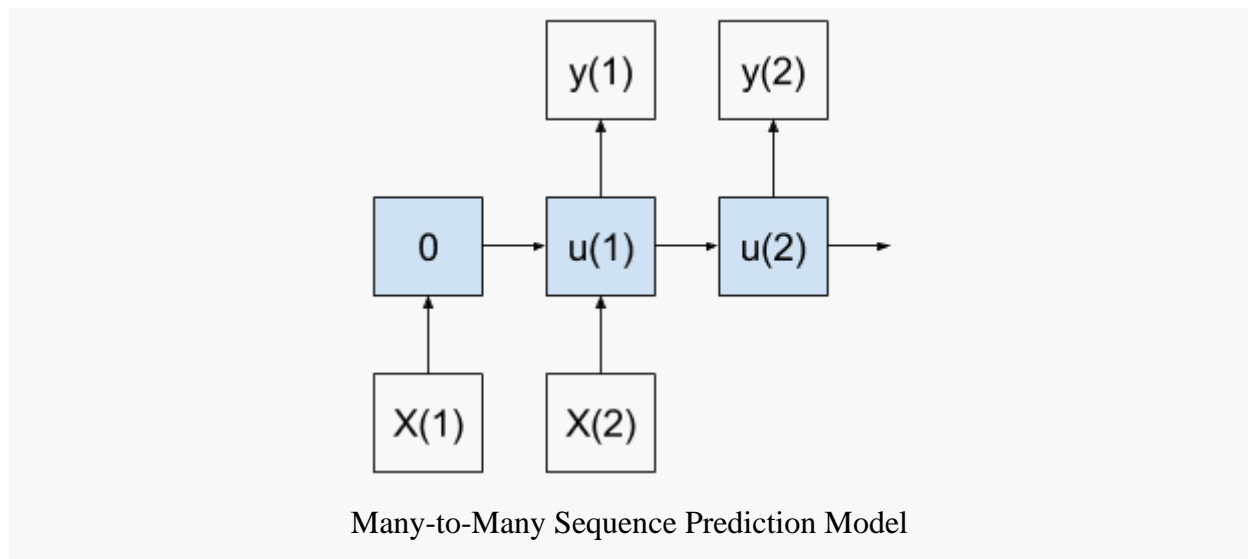 y(1) y(2)
0 u(1) u(2)
X(1) X(2)
Many-to-Many Sequence Prediction Model